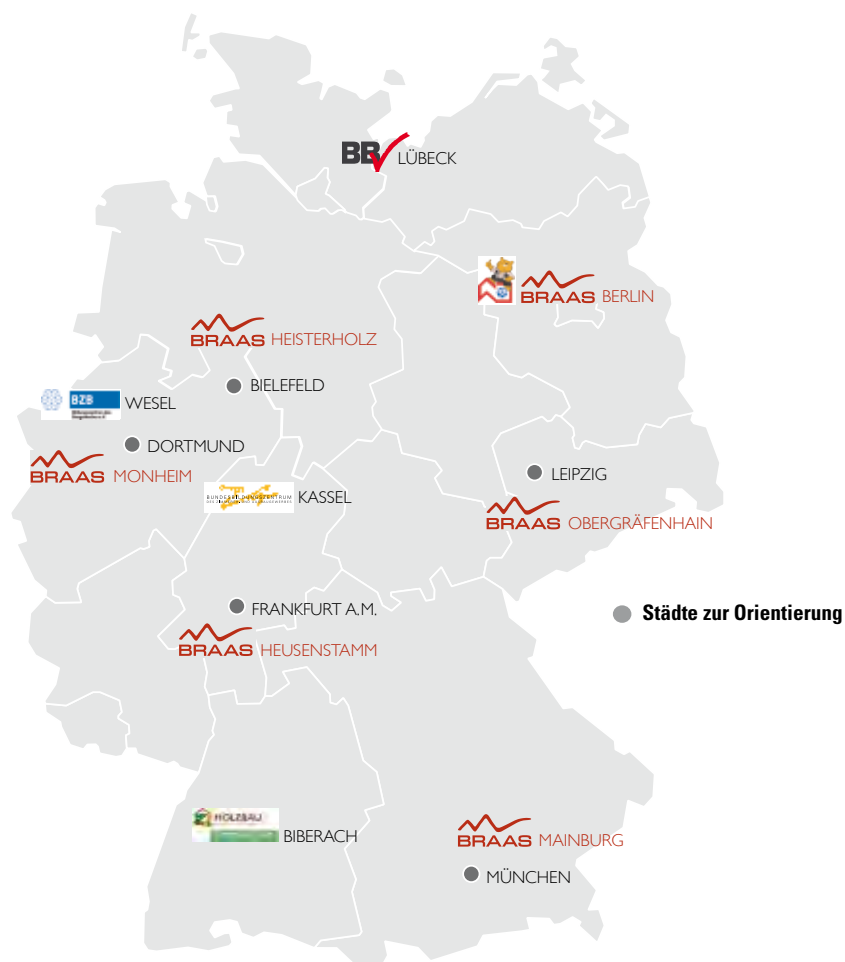 BB LÜBECK
BRAAS BERLIN
BRAAS HEISTERHOLZ
BIELEFELD
BZB WESEL
DORTMUND
BRAAS MONHEIM
LEIPZIG
BUNDESBILDUNGSZENTRUM KASSEL
BRAAS OBERGRÄFENHAIN
FRANKFURT A.M.
Städte zur Orientierung
BRAAS HEUSENSTAMM
HOLZBAU
BIBERACH
BRAAS MAINBURG
MÜNCHEN